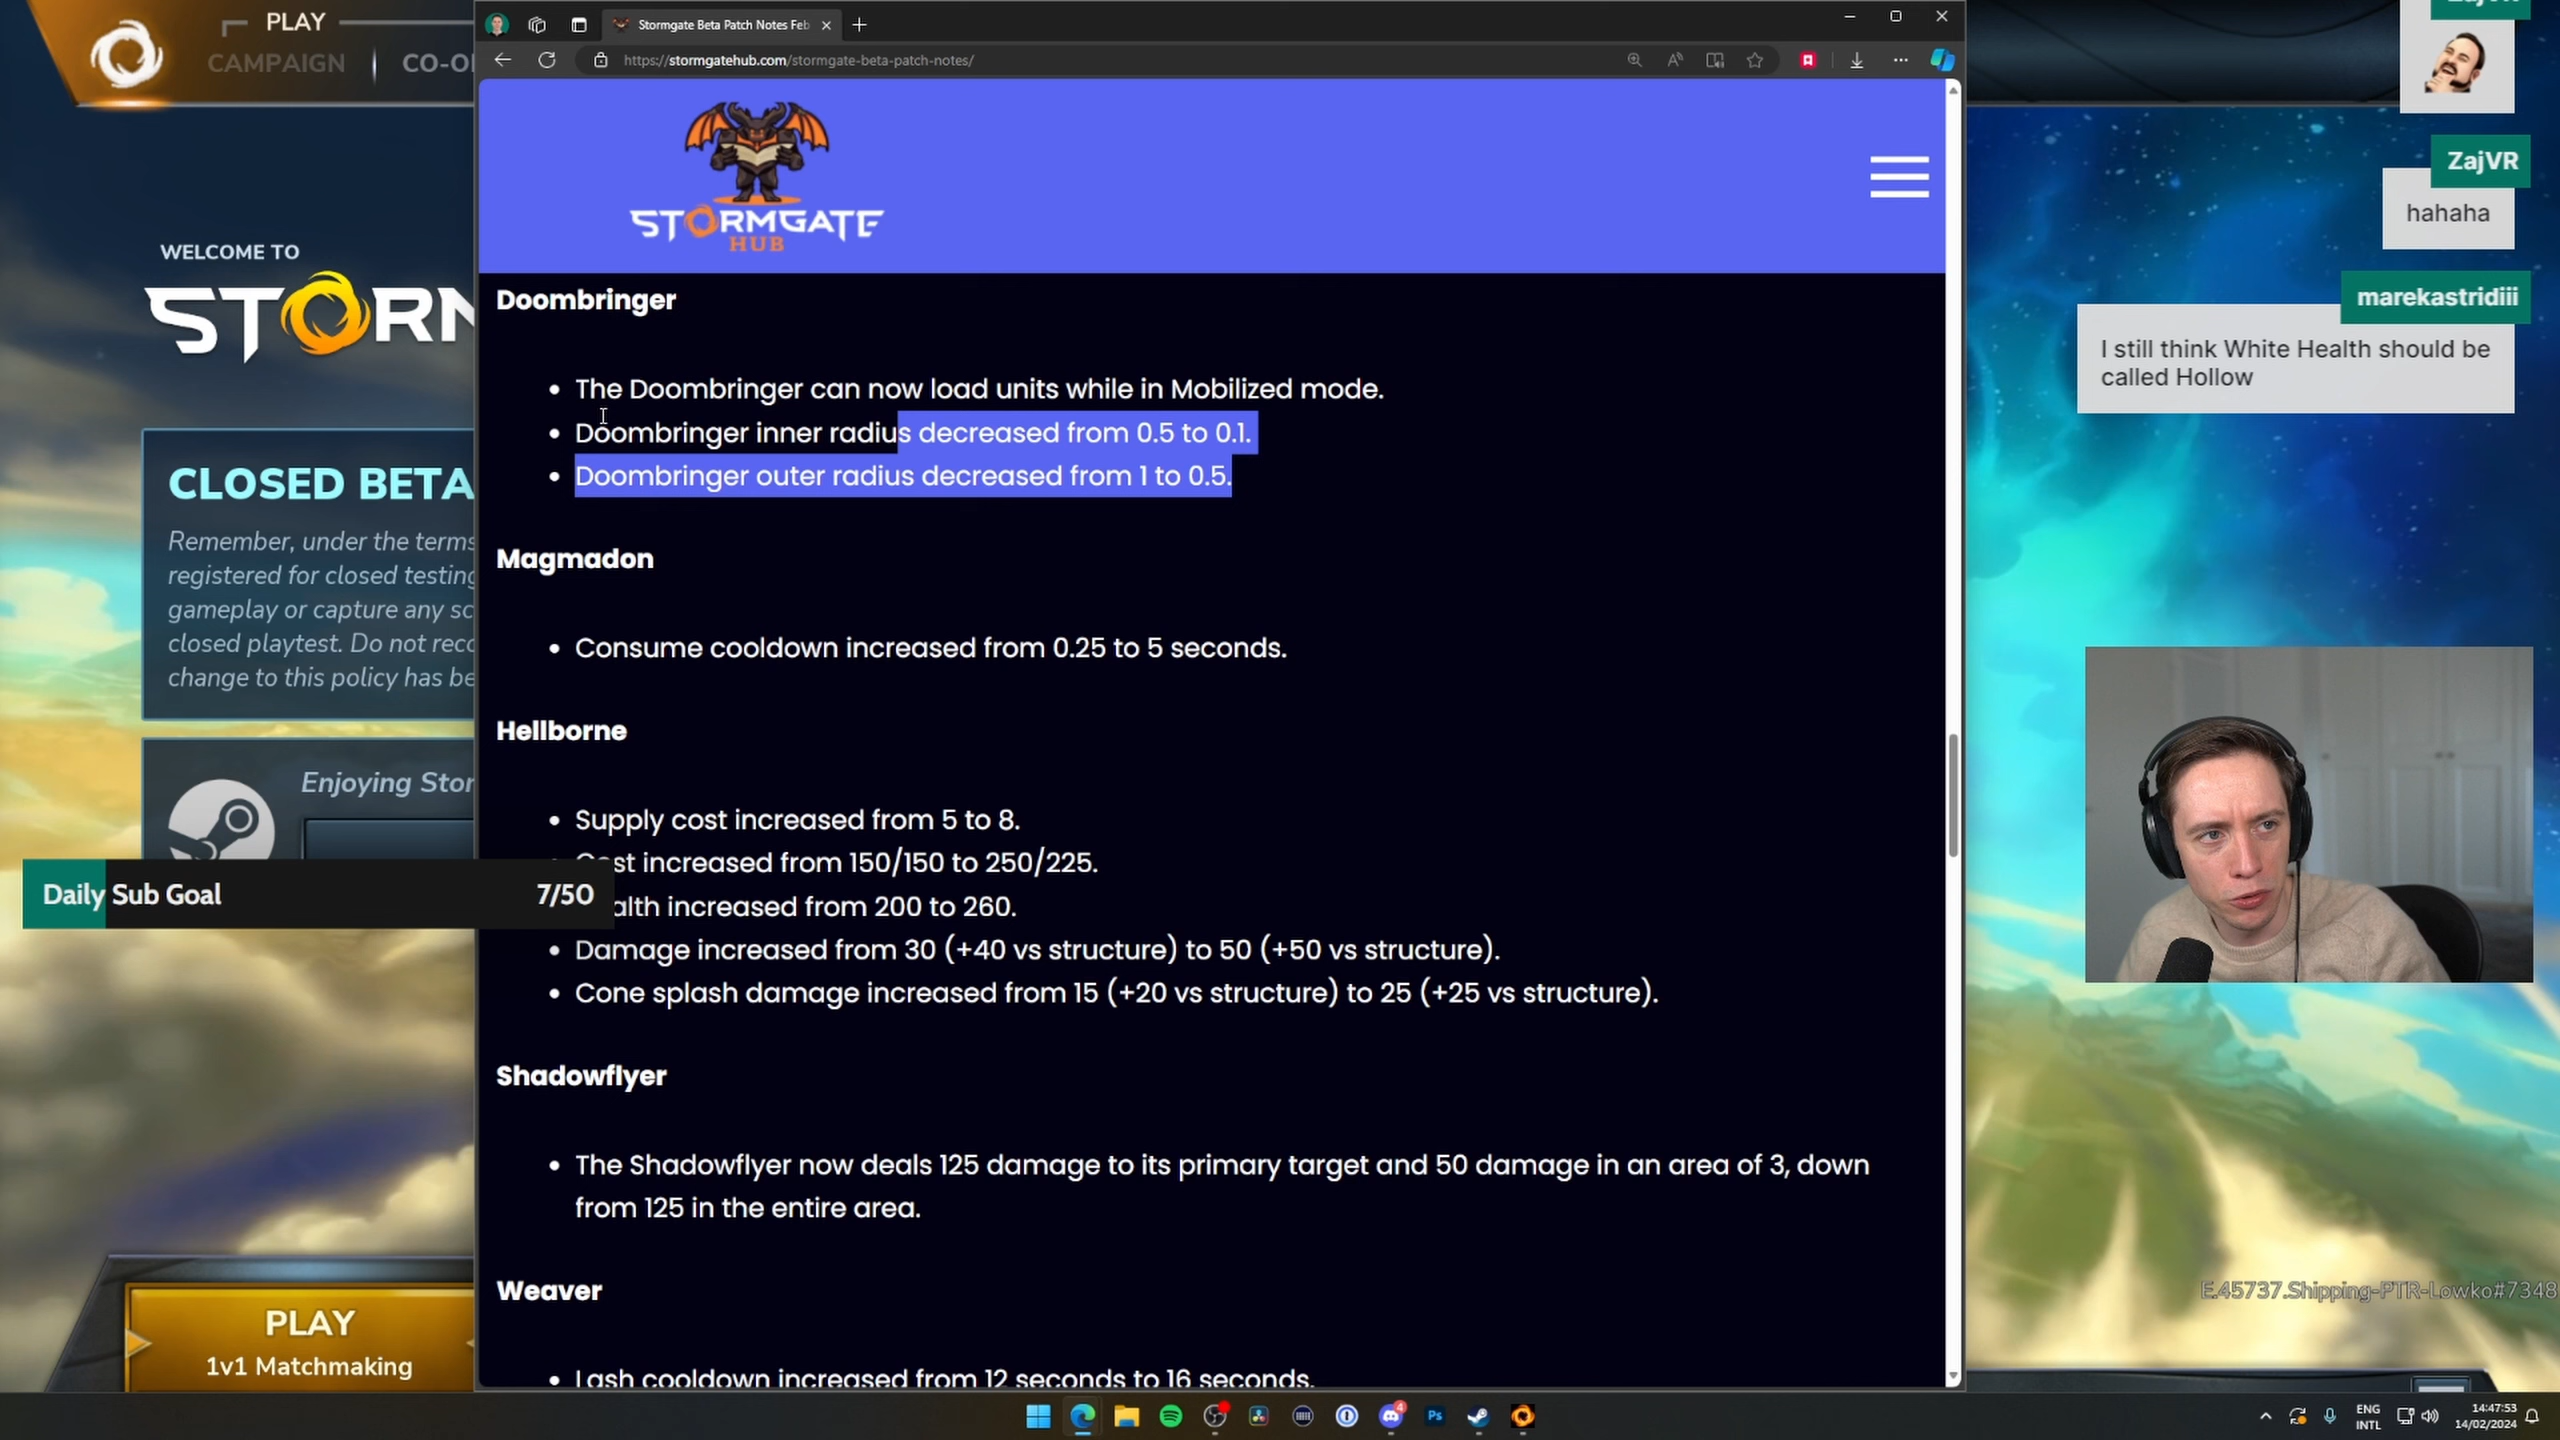 PLAY
CAMPAIGN
WELCOME TO
STORM
CLOSED BETA
Remember, under the terms
registered for closed testing
gameplay or capture any sc
closed playtest. Do not reco
change to this policy has be
Enjoying Stor
Daily Sub Goal 7/50
PLAY
1v1 Matchmaking
Stormgate Beta Patch Notes Feb
https://stormgatehub.com/stormgate-beta-patch-notes/
STORMGATE
HUB
Doombringer
• The Doombringer can now load units while in Mobilized mode.
• Doombringer inner radius decreased from 0.5 to 0.1.
• Doombringer outer radius decreased from 1 to 0.5.
Magmadon
• Consume cooldown increased from 0.25 to 5 seconds.
Hellborne
• Supply cost increased from 5 to 8.
Cost increased from 150/150 to 250/225.
alth increased from 200 to 260.
• Damage increased from 30 (+40 vs structure) to 50 (+50 vs structure).
• Cone splash damage increased from 15 (+20 vs structure) to 25 (+25 vs structure).
Shadowflyer
• The Shadowflyer now deals 125 damage to its primary target and 50 damage in an area of 3, down
from 125 in the entire area.
Weaver
• Lash cooldown increased from 12 seconds to 16 seconds.
ZajVR
hahaha
marekastridiii
I still think White Health should be
called Hollow
E.45737.Shipping-PTR-Lowko#7348
4
Ps
ENG
INTL
14:47:53
14/02/2024